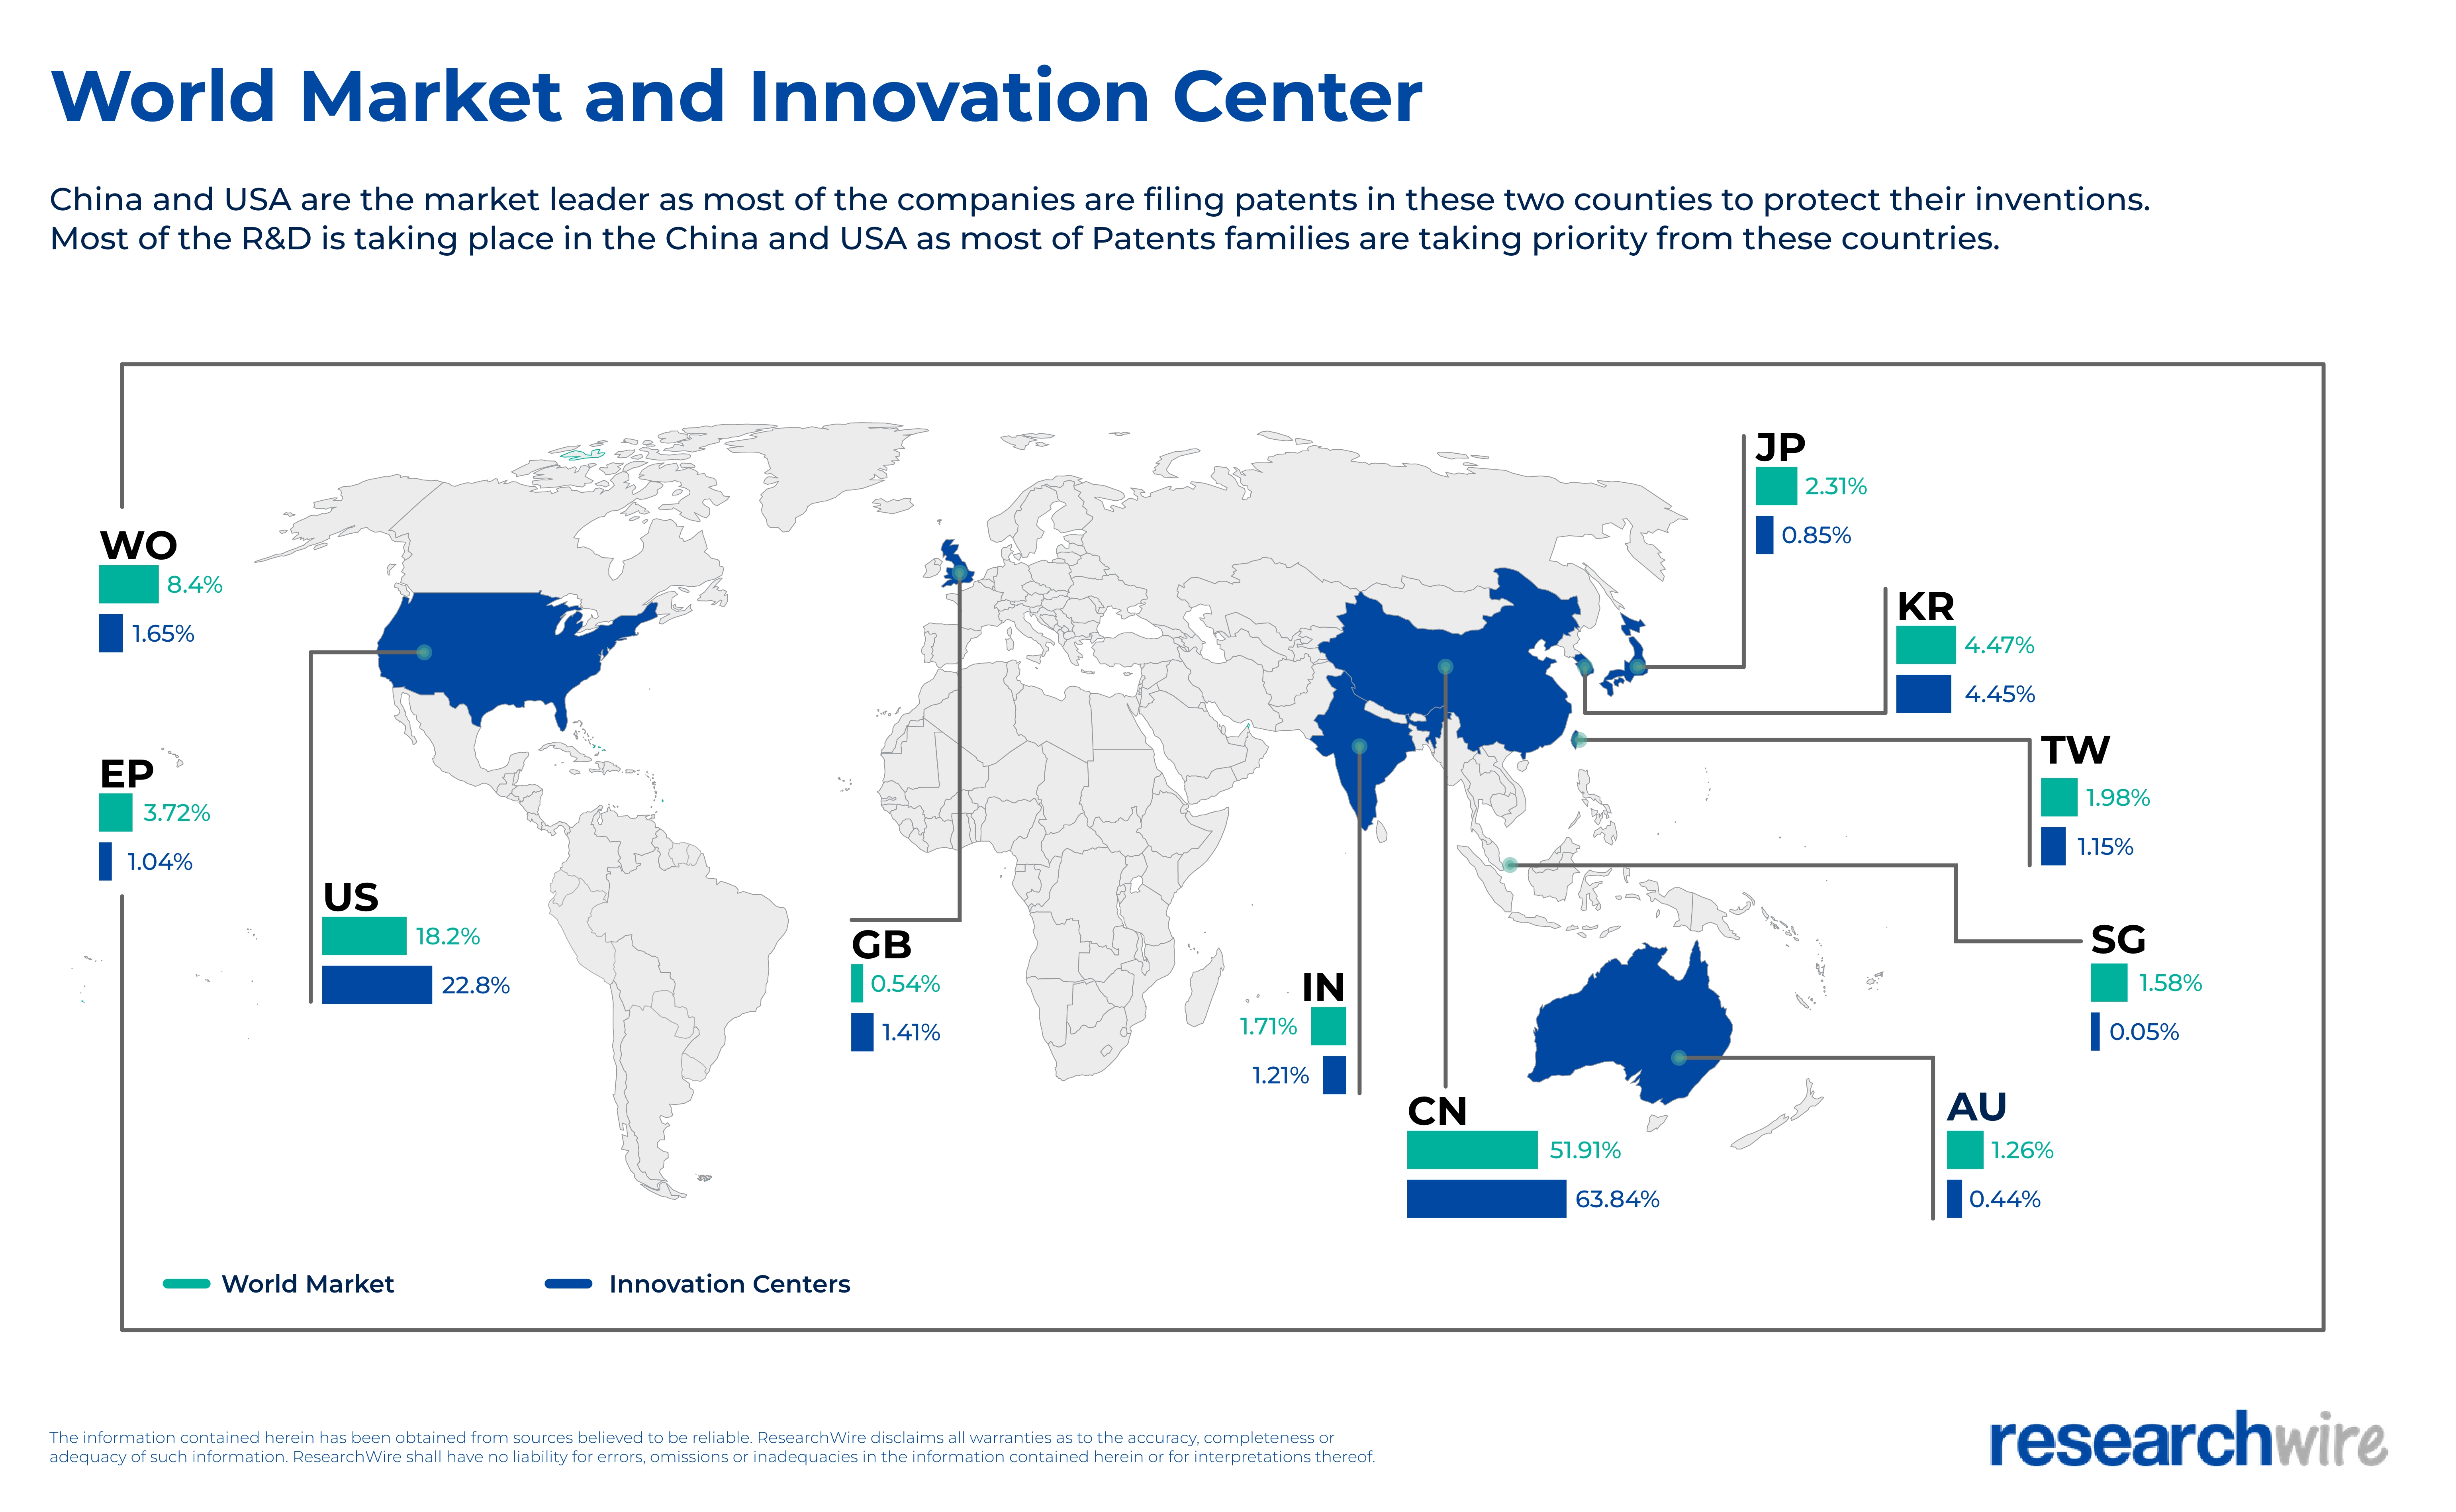 World Market and Innovation Center
China and USA are the market leader as most of the companies are filing patents in these two counties to protect their inventions.
Most of the R&D is taking place in the China and USA as most of Patents families are taking priority from these countries.
WO
8.4%
1.65%
EP
3.72%
1.04%
US
18.2%
22.8%
GB
0.54%
1.41%
IN
1.71%
1.21%
CN
51.91%
63.84%
JP
2.31%
0.85%
KR
4.47%
4.45%
TW
1.98%
1.15%
SG
1.58%
0.05%
AU
1.26%
0.44%
World Market
Innovation Centers
The information contained herein has been obtained from sources believed to be reliable. ResearchWire disclaims all warranties as to the accuracy, completeness or
adequacy of such information. ResearchWire shall have no liability for errors, omissions or inadequacies in the information contained herein or for interpretations thereof.
researchwire